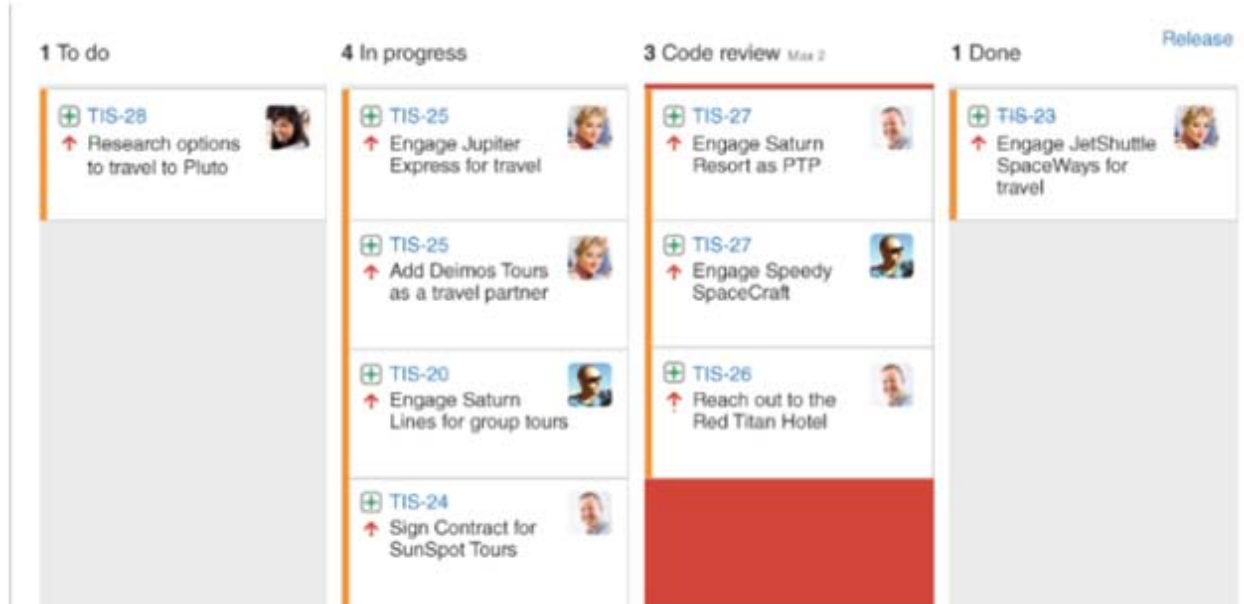 Release
1 To do
4 In progress
3 Code review Max 2
1 Done
TIS-28
Research options
to travel to Pluto
TIS-25
Engage Jupiter
Express for travel
TIS-25
Add Deimos Tours
as a travel partner
TIS-20
Engage Saturn
Lines for group tours
TIS-24
Sign Contract for
SunSpot Tours
TIS-27
Engage Saturn
Resort as PTP
TIS-27
Engage Speedy
SpaceCraft
TIS-26
Reach out to the
Red Titan Hotel
TIS-23
Engage JetShuttle
SpaceWays for
travel